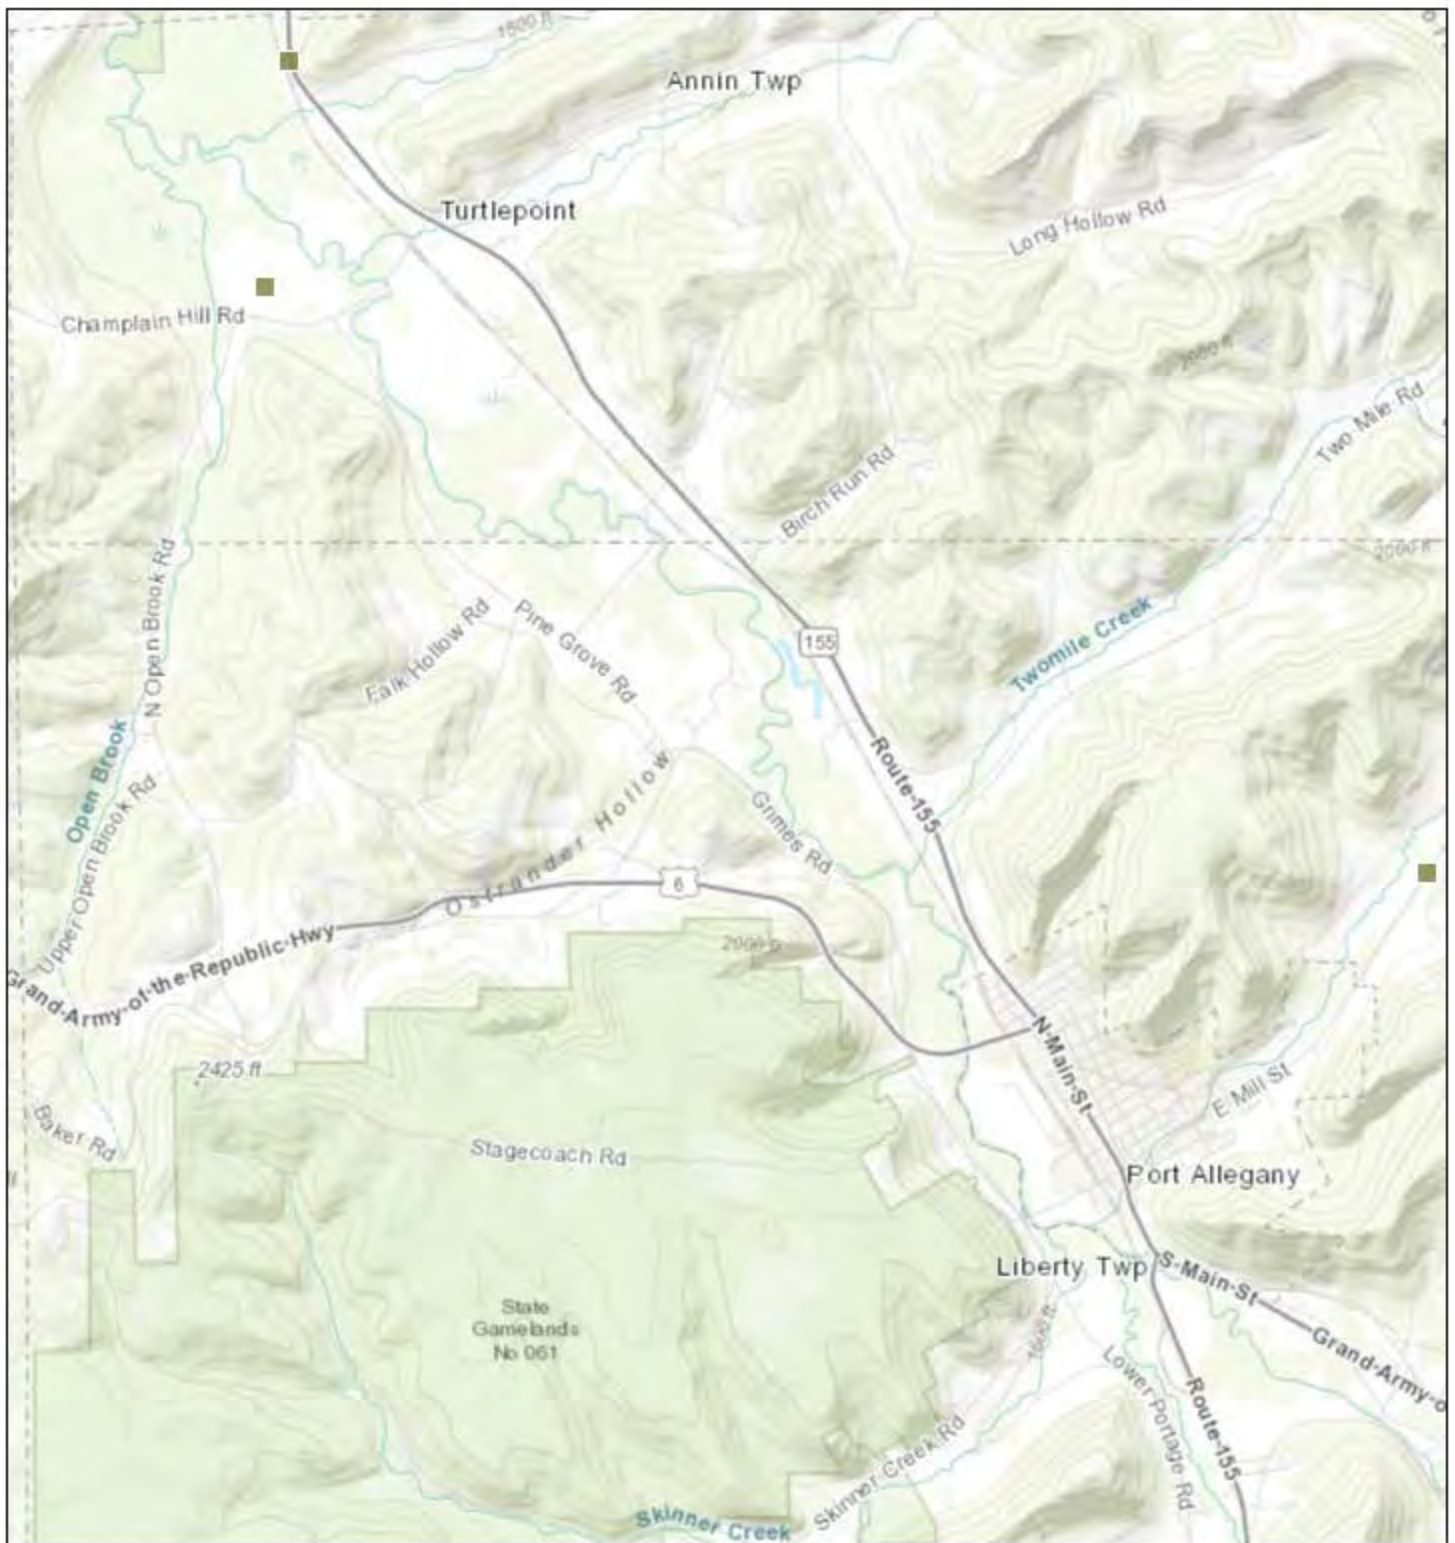 1500 ft
Annin Twp
Turtlepoint
Long Hollow Rd
Champlain Hill Rd
2000 ft
Two Mile Rd
Birch Run Rd
2000 ft
N Open Brook Rd
Falk Hollow Rd
Pine Grove Rd
155
Twomile Creek
Open Brook
Upper Open Brook Rd
Route 155
Ostrander Hollow
Grimes Rd
6
Grand-Army-of-the-Republic-Hwy
2000 ft
N-Main-St
2425 ft
E Mill St
Baker Rd
Stagecoach Rd
Port Allegany
Liberty Twp
S-Main-St
State
Gamelands
No 061
1600 ft
Grand-Army-o
Lower Portage Rd
Route-155
Skinner Creek Rd
Skinner Creek